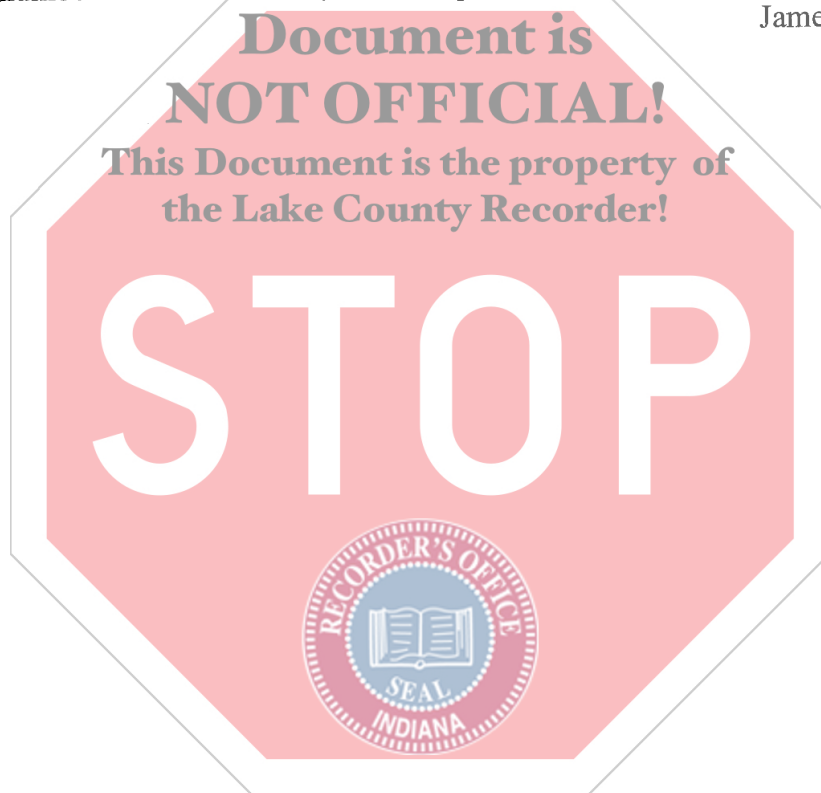 Jame
Document is
NOT OFFICIAL!
This Document is the property of
the Lake County Recorder!
STOP
RECORDER'S OFFICE
SEAL
INDIANA